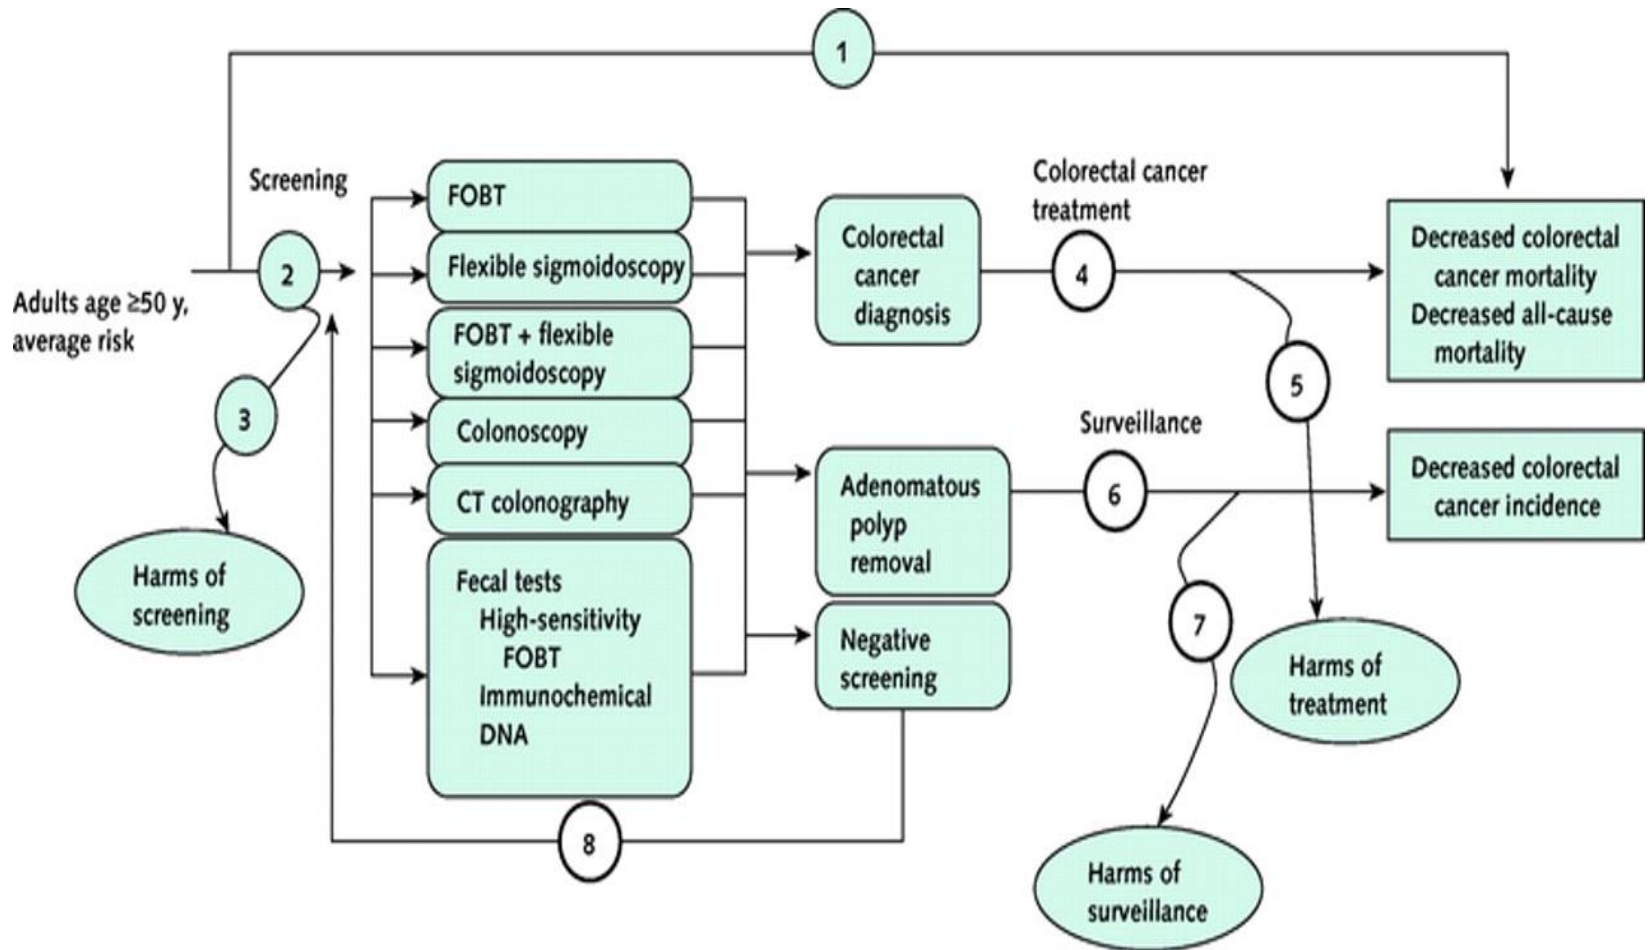 1
Screening
2
Adults age ≥50 y,
average risk
3
Harms of
screening
FOBT
Flexible sigmoidoscopy
FOBT + flexible
sigmoidoscopy
Colonoscopy
CT colonography
Fecal tests
High-sensitivity
FOBT
Immunochemical
DNA
8
Colorectal
cancer
diagnosis
Adenomatous
polyp
removal
Negative
screening
Colorectal cancer
treatment
4
5
Harms of
treatment
Surveillance
6
7
Harms of
surveillance
Decreased colorectal
cancer mortality
Decreased all-cause
mortality
Decreased colorectal
cancer incidence